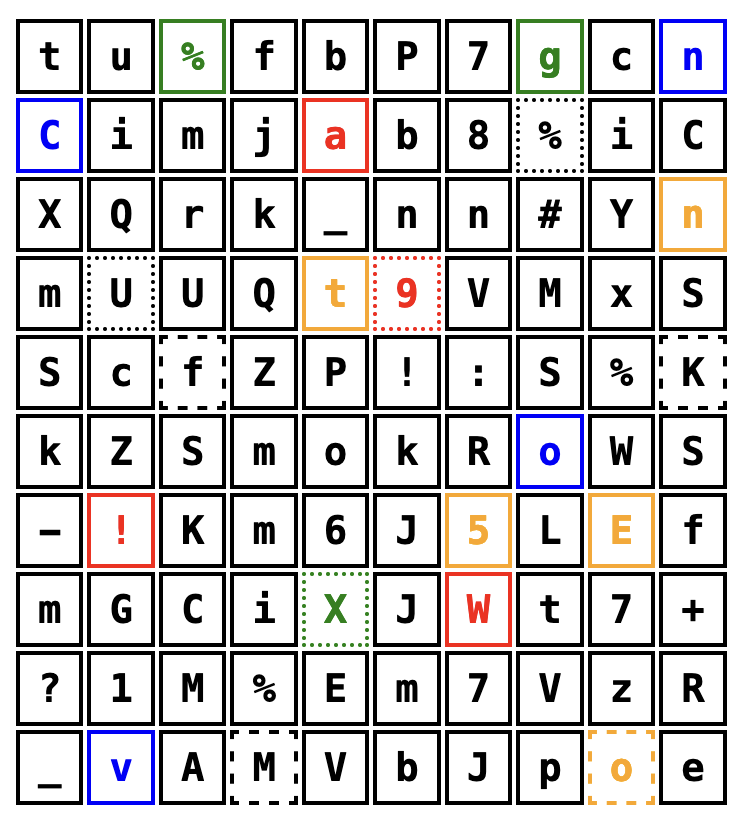 t u % f b P 7 g c n
C i m j a b 8 % i C
X Q r k _ n n # Y n
m U U Q t 9 V M x S
S c f Z P ! : S % K
k Z S m o k R o W S
– ! K m 6 J 5 L E f
m G C i X J W t 7 +
? 1 M % E m 7 V z R
_ v A M V b J p o e